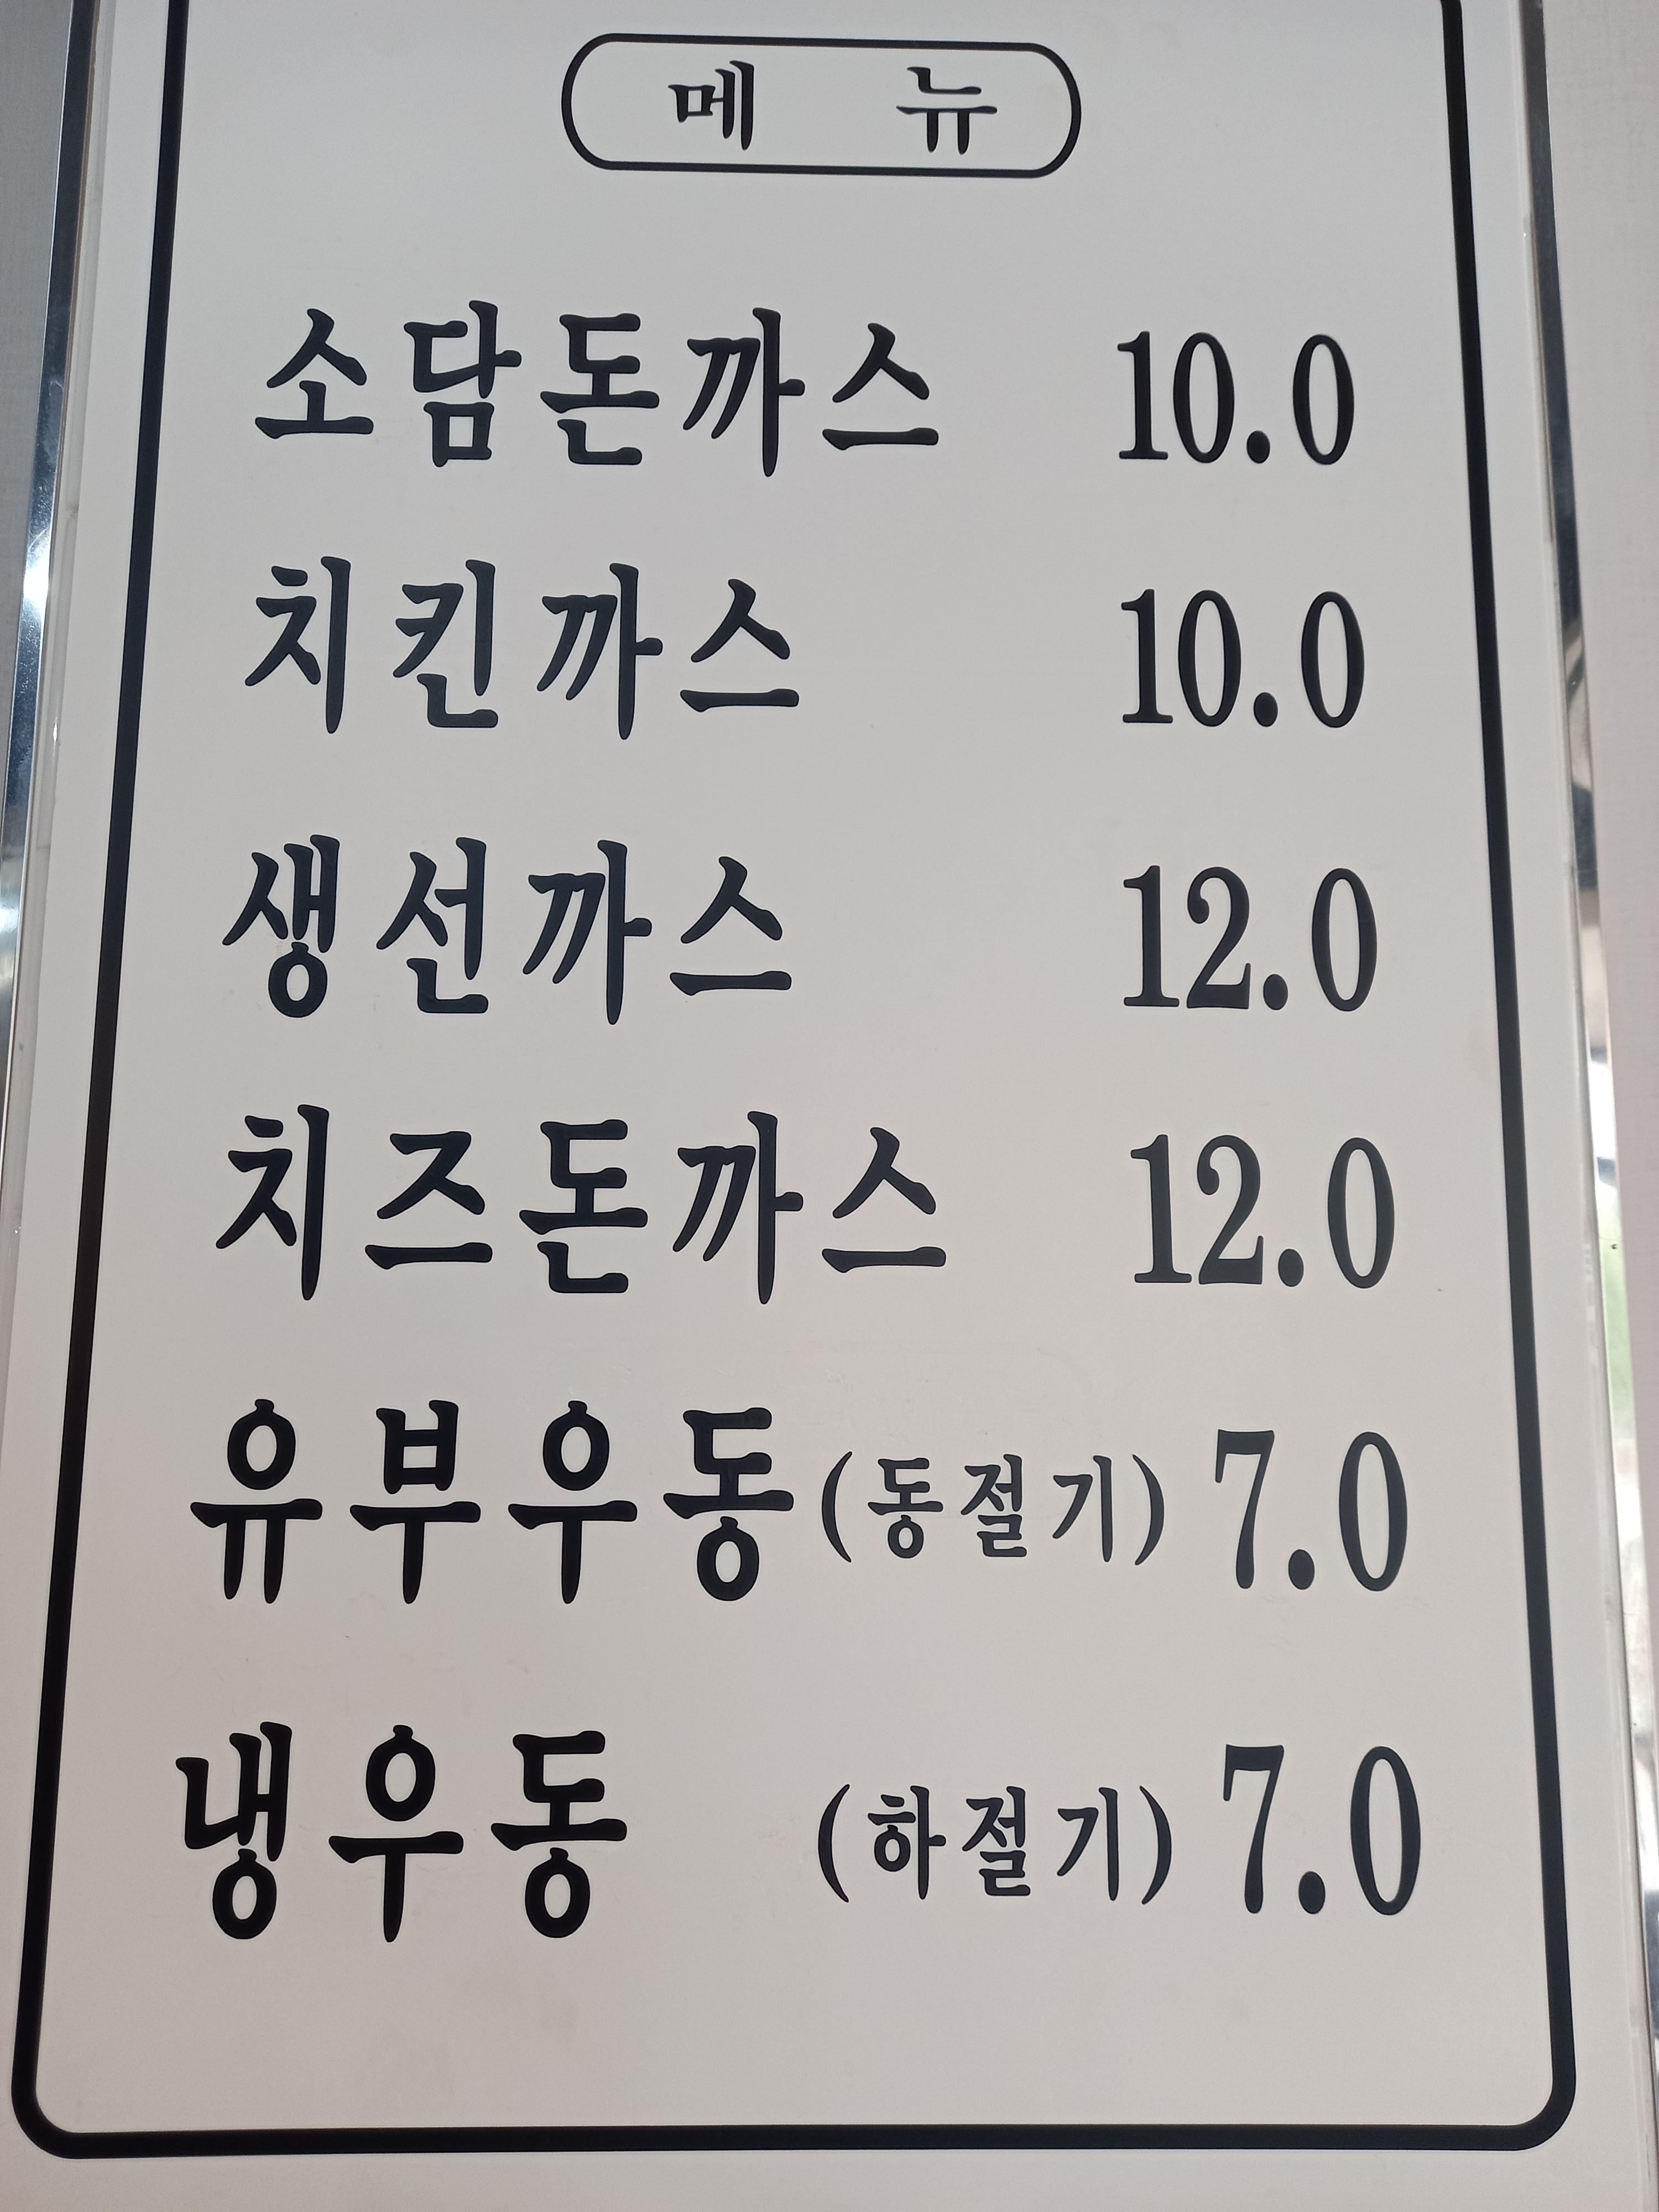 메 뉴
소담돈까스 10.0
치킨까스 10.0
생선까스 12.0
치즈돈까스 12.0
유부우동(동절기) 7.0
냉우동 (하절기) 7.0